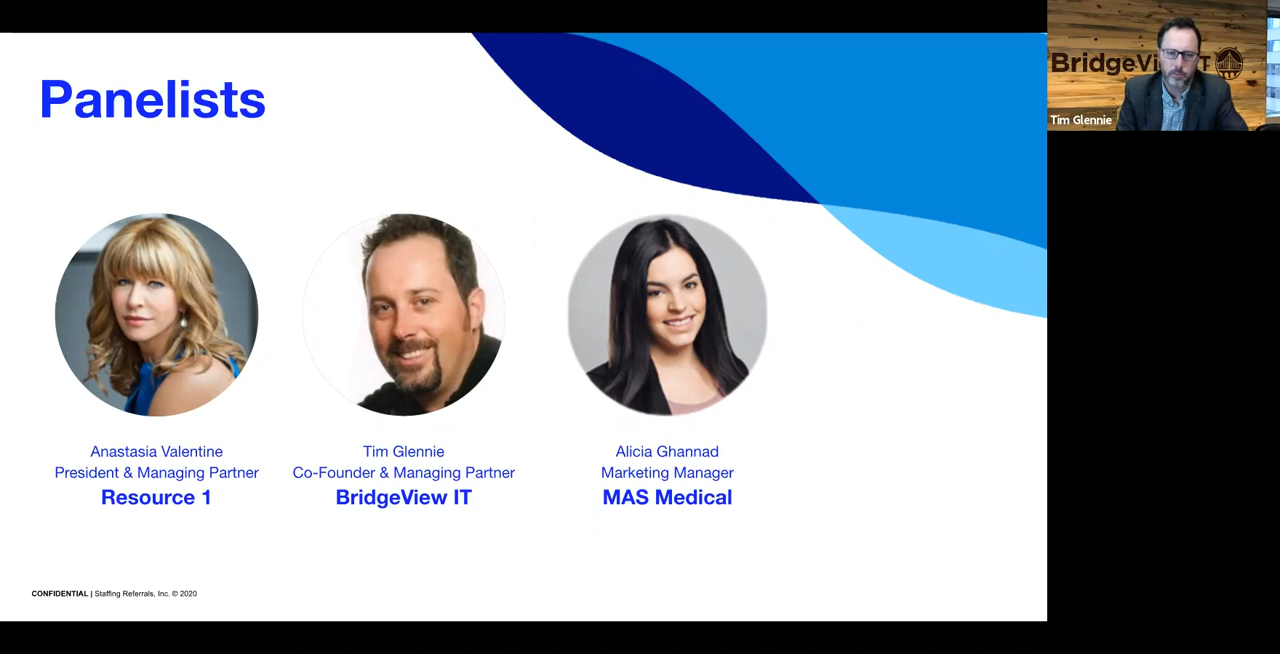 Panelists
Anastasia Valentine
President & Managing Partner
Resource 1
Tim Glennie
Co-Founder & Managing Partner
BridgeView IT
Alicia Ghannad
Marketing Manager
MAS Medical
CONFIDENTIAL | Staffing Referrals, Inc. © 2020
Tim Glennie